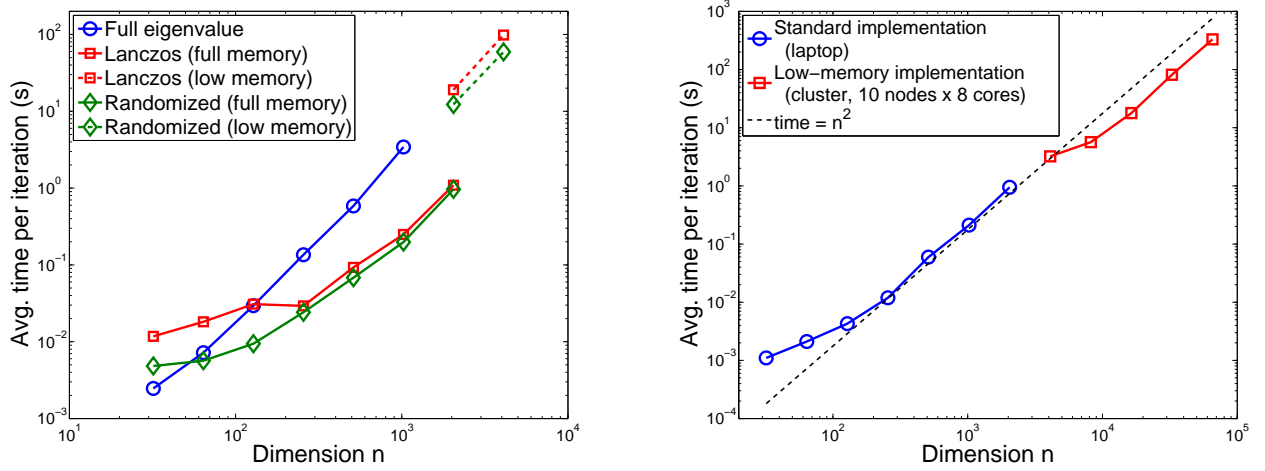 Full eigenvalue
Lanczos (full memory)
Lanczos (low memory)
Randomized (full memory)
Randomized (low memory)
10^2
10^1
10^0
10^-1
10^-2
10^-3
Avg. time per iteration (s)
10^1
10^2
10^3
10^4
Dimension n
Standard implementation
(laptop)
Low-memory implementation
(cluster, 10 nodes x 8 cores)
time = n^2
10^3
10^2
10^1
10^0
10^-1
10^-2
10^-3
10^-4
Avg. time per iteration (s)
10^2
10^3
10^4
10^5
Dimension n